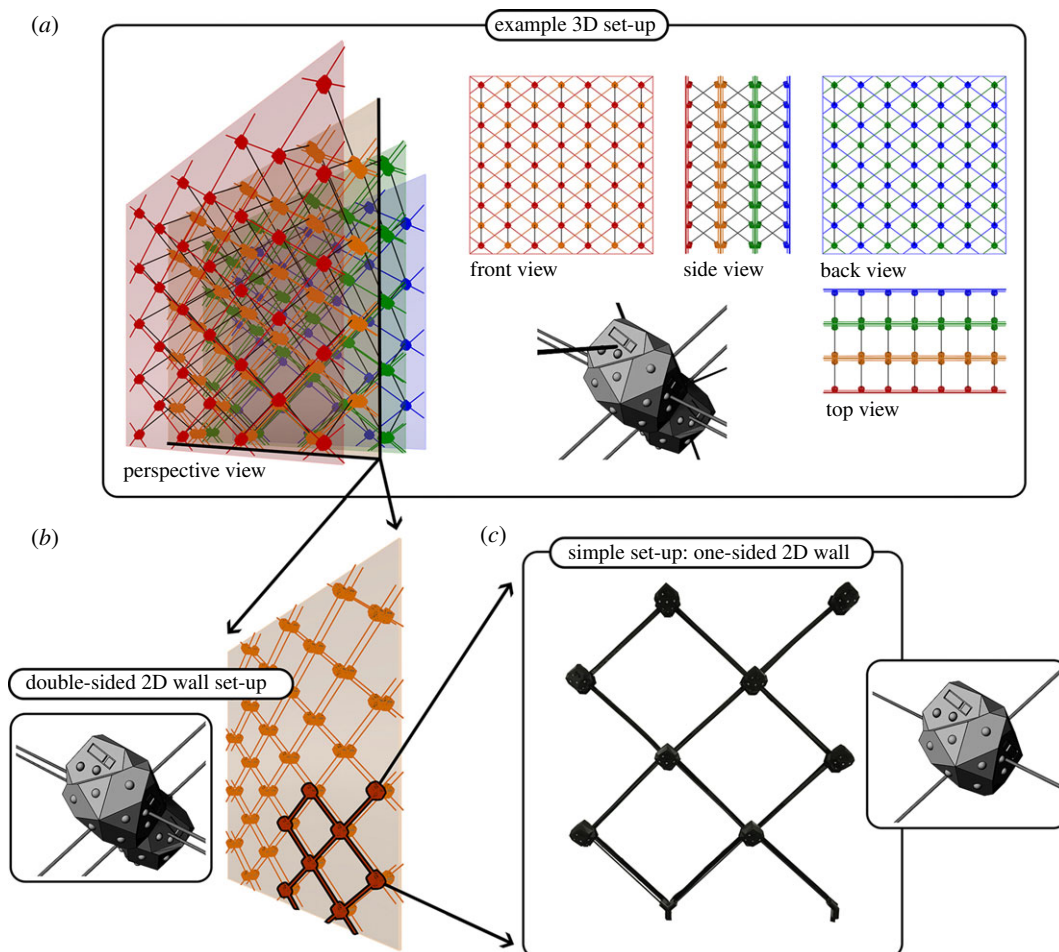 (a)
example 3D set-up
front view
side view
back view
top view
perspective view
(b)
(c)
simple set-up: one-sided 2D wall
double-sided 2D wall set-up